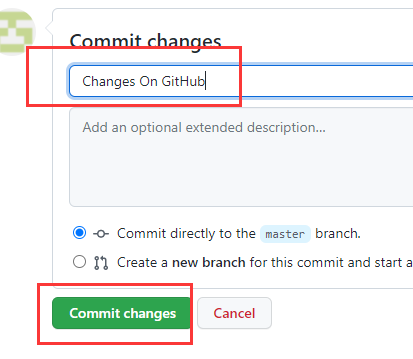 Commit changes
Changes On GitHub
Add an optional extended description...
Commit directly to the master branch.
Create a new branch for this commit and start a
Commit changes
Cancel